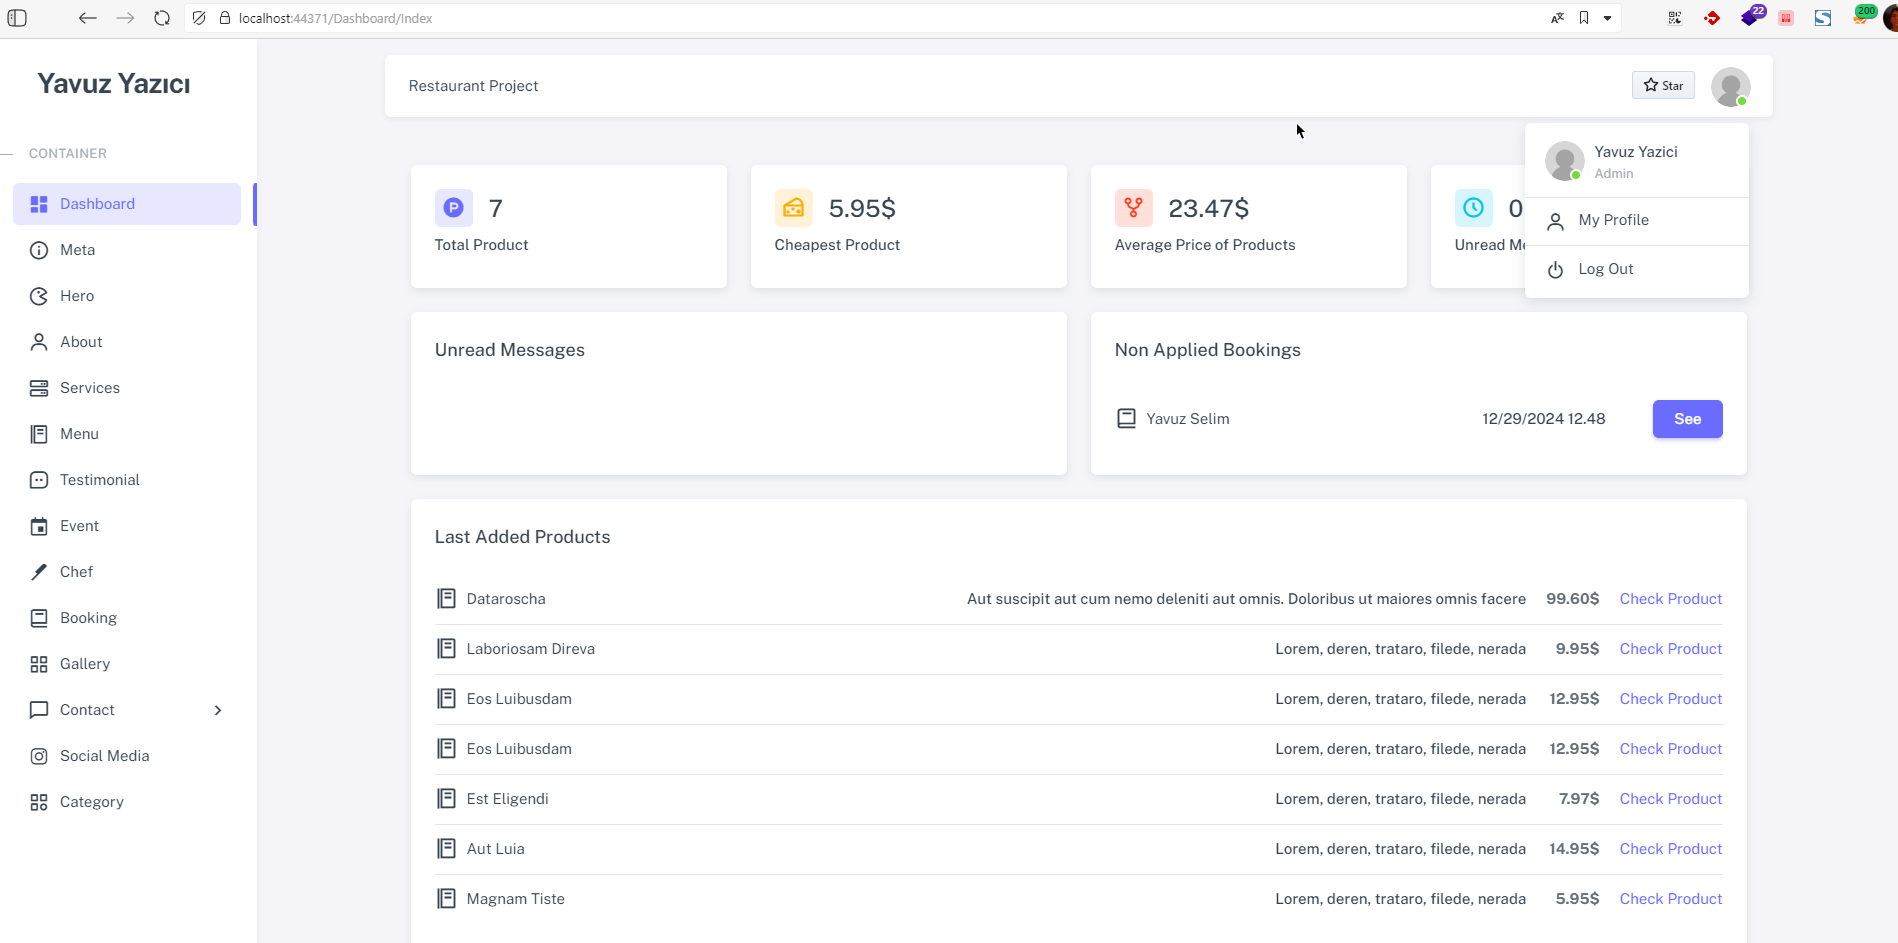 localhost:44371/Dashboard/Index
22
200
Yavuz Yazıcı
CONTAINER
Dashboard
Meta
Hero
About
Services
Menu
Testimonial
Event
Chef
Booking
Gallery
Contact
Social Media
Category
Restaurant Project
Star
Yavuz Yazici
Admin
My Profile
Log Out
7
Total Product
5.95$
Cheapest Product
23.47$
Average Price of Products
0
Unread Me
Unread Messages
Non Applied Bookings
Yavuz Selim 12/29/2024 12.48 See
Last Added Products
Dataroscha Aut suscipit aut cum nemo deleniti aut omnis. Doloribus ut maiores omnis facere 99.60$ Check Product
Laboriosam Direva Lorem, deren, trataro, filede, nerada 9.95$ Check Product
Eos Luibusdam Lorem, deren, trataro, filede, nerada 12.95$ Check Product
Eos Luibusdam Lorem, deren, trataro, filede, nerada 12.95$ Check Product
Est Eligendi Lorem, deren, trataro, filede, nerada 7.97$ Check Product
Aut Luia Lorem, deren, trataro, filede, nerada 14.95$ Check Product
Magnam Tiste Lorem, deren, trataro, filede, nerada 5.95$ Check Product